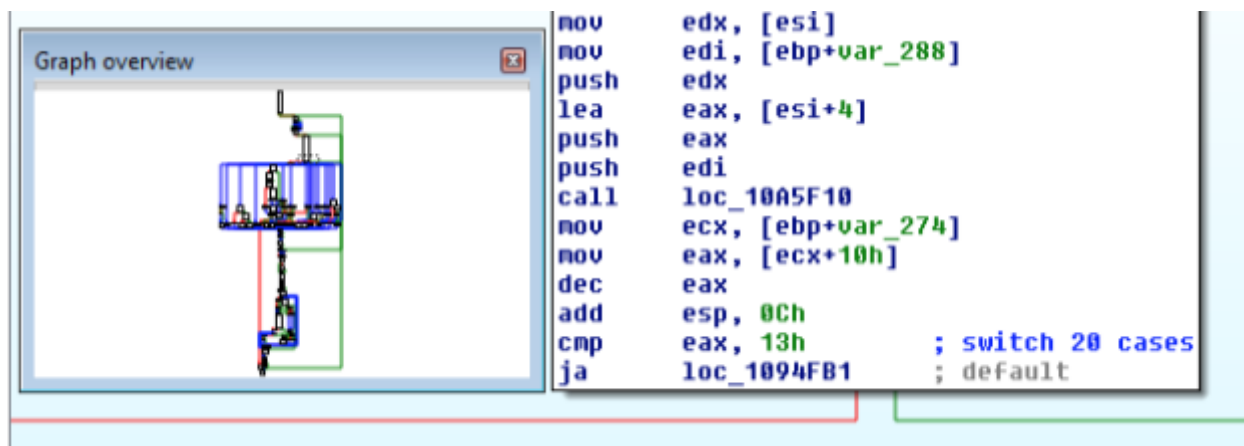 Graph overview
mov edx, [esi]
mov edi, [ebp+var_288]
push edx
lea eax, [esi+4]
push eax
push edi
call loc_10A5F10
mov ecx, [ebp+var_274]
mov eax, [ecx+10h]
dec eax
add esp, 0Ch
cmp eax, 13h ; switch 20 cases
ja loc_1094FB1 ; default